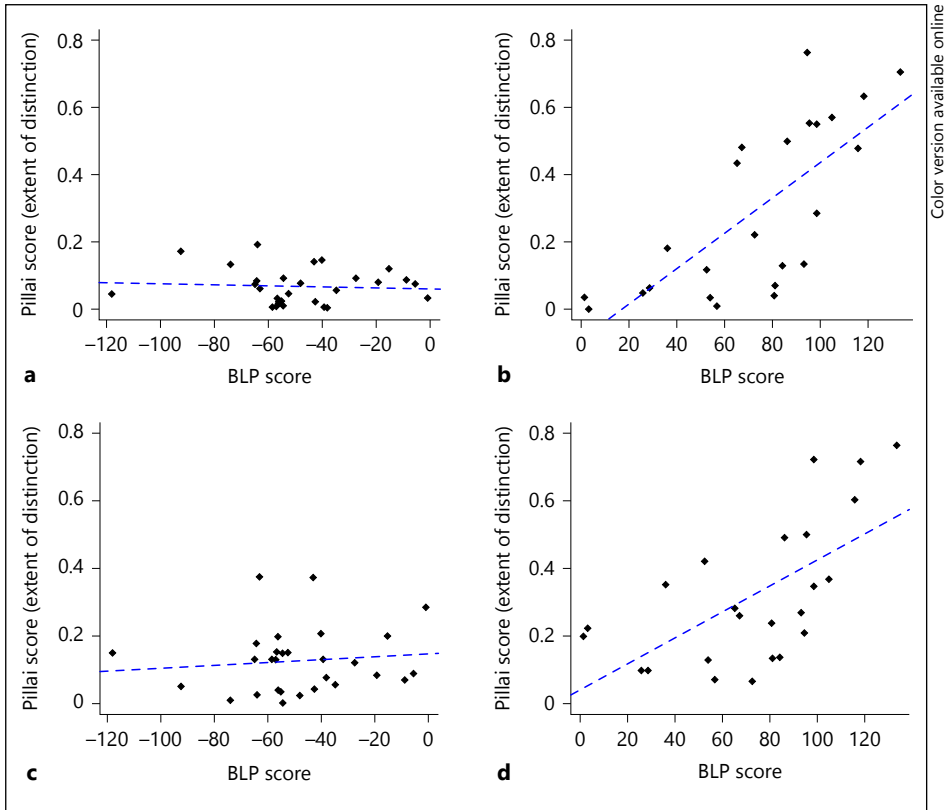 Color version available online
0.8
0.6
0.4
0.2
0
Pillai score (extent of distinction)
−120 −100 −80 −60 −40 −20 0
BLP score
a
0.8
0.6
0.4
0.2
0
Pillai score (extent of distinction)
0 20 40 60 80 100 120
BLP score
b
0.8
0.6
0.4
0.2
0
Pillai score (extent of distinction)
−120 −100 −80 −60 −40 −20 0
BLP score
c
0.8
0.6
0.4
0.2
0
Pillai score (extent of distinction)
0 20 40 60 80 100 120
BLP score
d